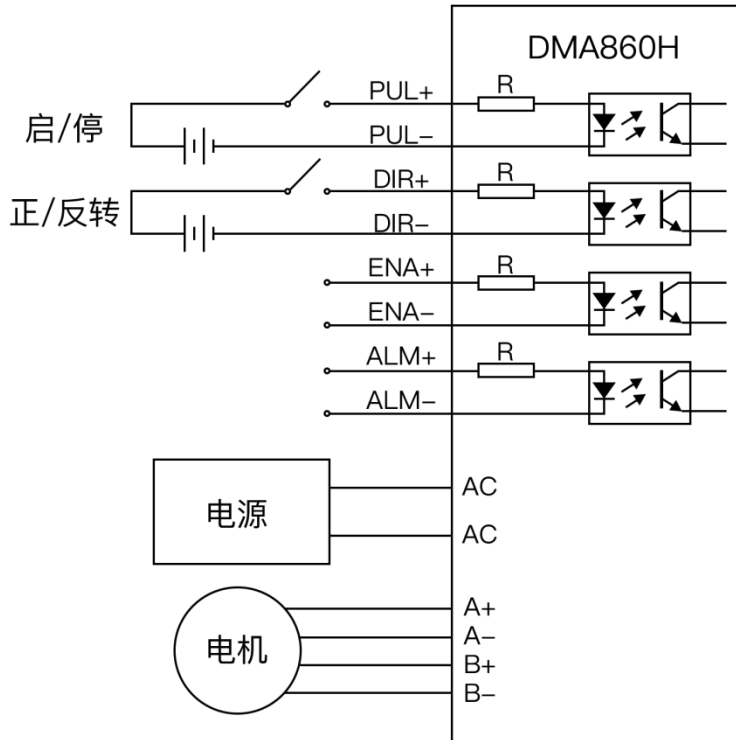 DMA860H
PUL+
R
启/停
PUL-
DIR+
R
正/反转
DIR-
ENA+
R
ENA-
ALM+
R
ALM-
电源
AC
AC
电机
A+
A-
B+
B-